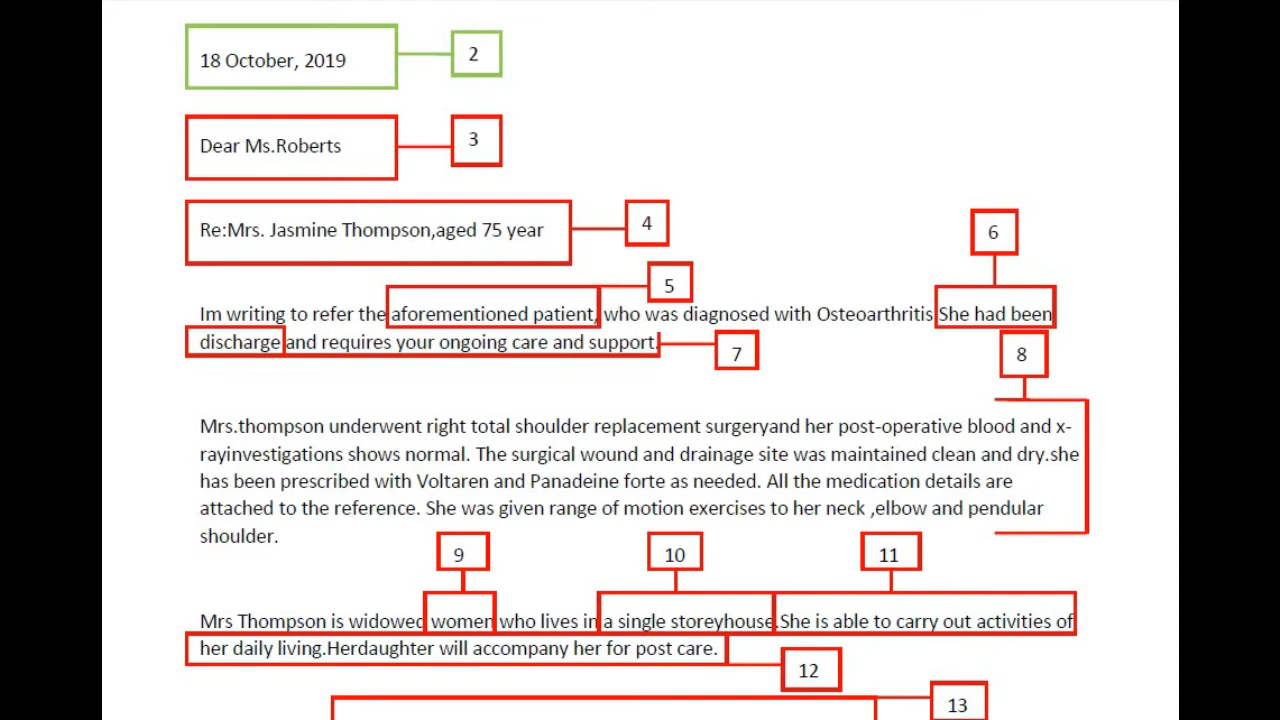 18 October, 2019
2
Dear Ms.Roberts
3
Re:Mrs. Jasmine Thompson,aged 75 year
4
6
5
Im writing to refer the aforementioned patient, who was diagnosed with Osteoarthritis She had been
discharge and requires your ongoing care and support.
7
8
Mrs.thompson underwent right total shoulder replacement surgeryand her post-operative blood and x-
rayinvestigations shows normal. The surgical wound and drainage site was maintained clean and dry.she
has been prescribed with Voltaren and Panadeine forte as needed. All the medication details are
attached to the reference. She was given range of motion exercises to her neck ,elbow and pendular
shoulder.
9
10
11
Mrs Thompson is widowed women who lives in a single storeyhouse.She is able to carry out activities of
her daily living.Herdaughter will accompany her for post care.
12
13